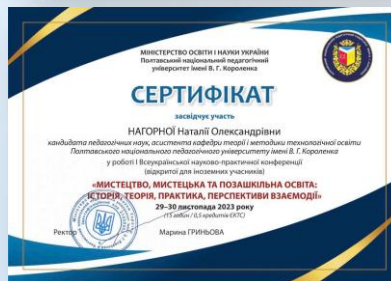 МІНІСТЕРСТВО ОСВІТИ І НАУКИ УКРАЇНИ
Полтавський національний педагогічний
університет імені В. Г. Короленка
СЕРТИФІКАТ
засвідчує участь
НАГОРНОЇ Наталії Олександрівни
кандидата педагогічних наук, асистента кафедри теорії і методики технологічної освіти
Полтавського національного педагогічного університету імені В. Г. Короленка
у роботі І Всеукраїнської науково-практичної конференції
(відкритої для іноземних учасників)
«МИСТЕЦТВО, МИСТЕЦЬКА ТА ПОЗАШКІЛЬНА ОСВІТА:
ІСТОРІЯ, ТЕОРІЯ, ПРАКТИКА, ПЕРСПЕКТИВИ ВЗАЄМОДІЇ»
29–30 листопада 2023 року
(15 годин / 0,5 кредитів ЄКТС)
Ректор Марина ГРИНЬОВА